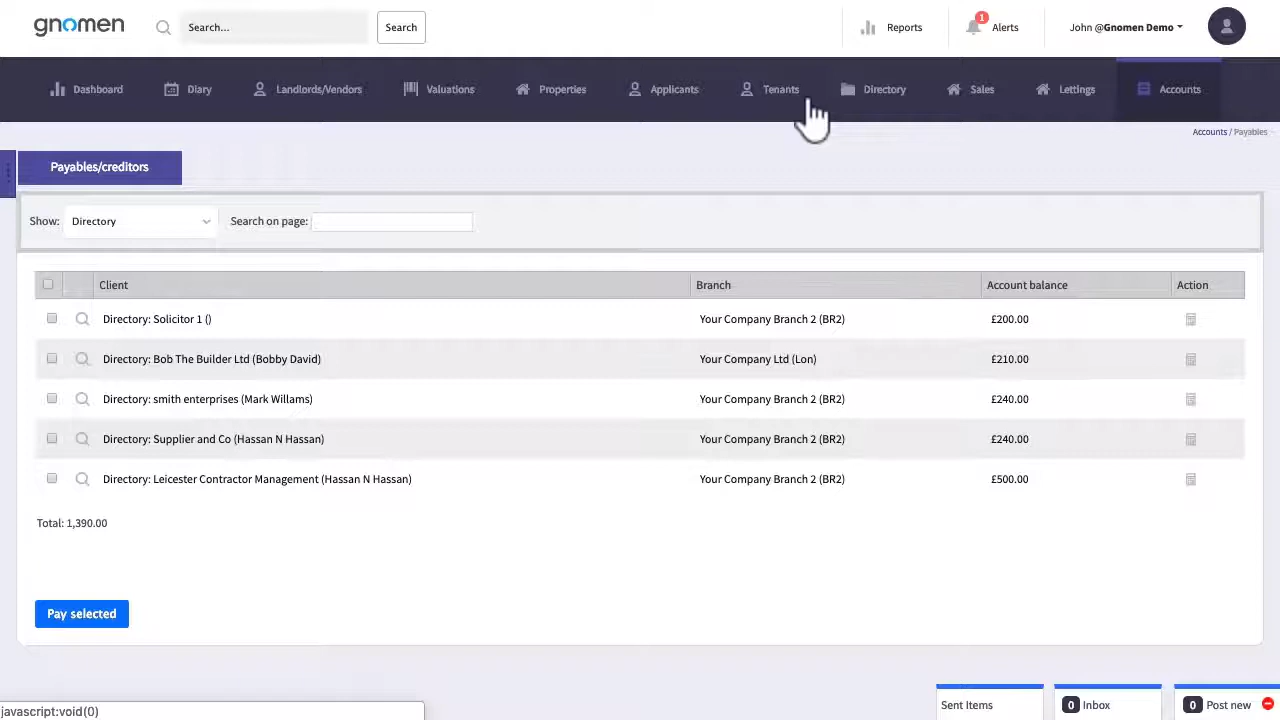 gnomen
Search...
Search
Reports
1
Alerts
John @Gnomen Demo
Dashboard
Diary
Landlords/Vendors
Valuations
Properties
Applicants
Tenants
Directory
Sales
Lettings
Accounts
Accounts / Payables
Payables/creditors
Show: Directory
Search on page:
Client Branch Account balance Action
Directory: Solicitor 1 () Your Company Branch 2 (BR2) £200.00
Directory: Bob The Builder Ltd (Bobby David) Your Company Ltd (Lon) £210.00
Directory: smith enterprises (Mark Willams) Your Company Branch 2 (BR2) £240.00
Directory: Supplier and Co (Hassan N Hassan) Your Company Branch 2 (BR2) £240.00
Directory: Leicester Contractor Management (Hassan N Hassan) Your Company Branch 2 (BR2) £500.00
Total: 1,390.00
Pay selected
Sent Items
0 Inbox
0 Post new
javascript:void(0)